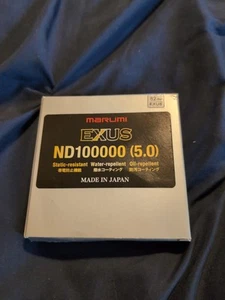 marumi
EXUS
ND100000 (5.0)
Static-resistant Water-repellent Oil-repellent
帯電防止機能 撥水コーティング 撥油コーティング
MADE IN JAPAN